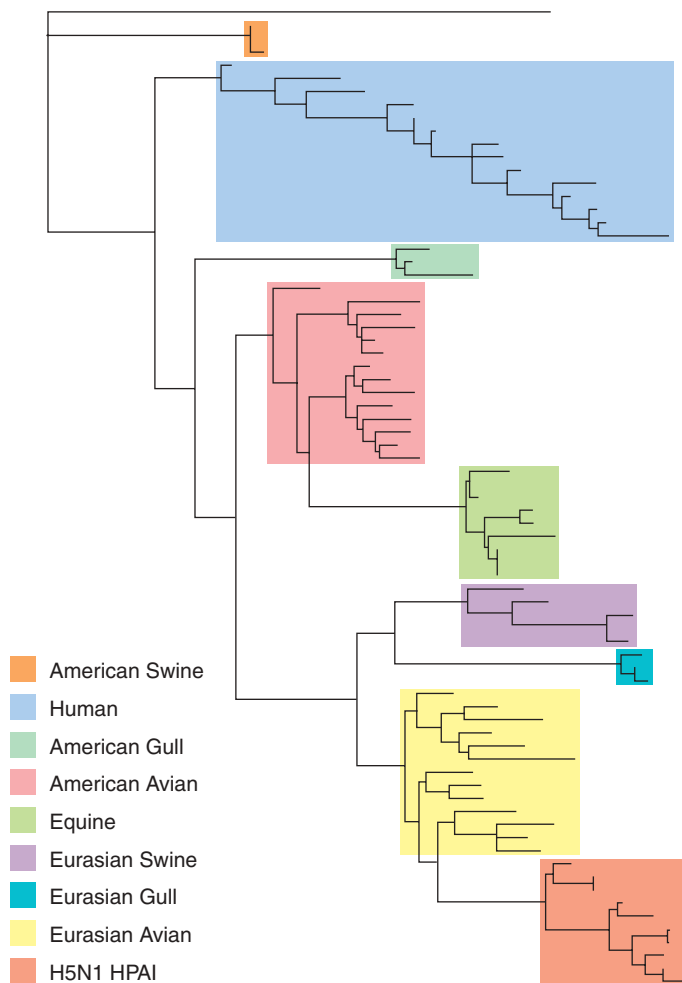 American Swine
Human
American Gull
American Avian
Equine
Eurasian Swine
Eurasian Gull
Eurasian Avian
H5N1 HPAI